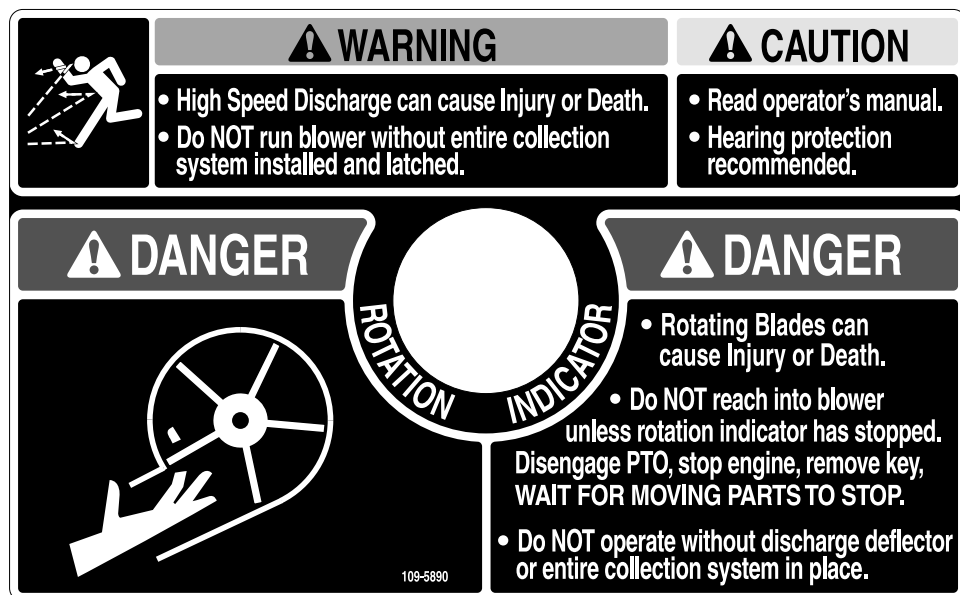 WARNING
• High Speed Discharge can cause Injury or Death.
• Do NOT run blower without entire collection
system installed and latched.
CAUTION
• Read operator's manual.
• Hearing protection
recommended.
DANGER
109-5890
ROTATION INDICATOR
DANGER
• Rotating Blades can
cause Injury or Death.
• Do NOT reach into blower
unless rotation indicator has stopped.
Disengage PTO, stop engine, remove key,
WAIT FOR MOVING PARTS TO STOP.
• Do NOT operate without discharge deflector
or entire collection system in place.